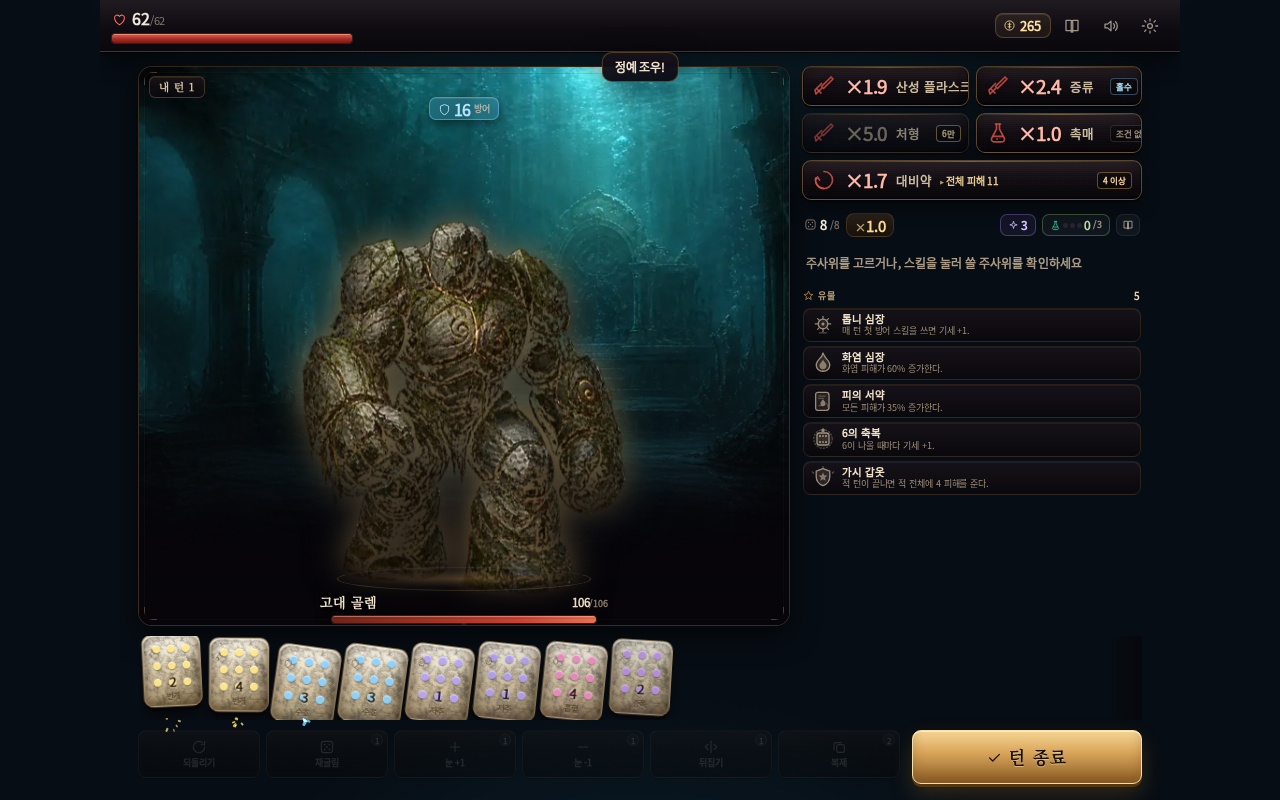 62/62
265
정예 조우!
내 턴 1
16 방어
×1.9 산성 플라스크
×2.4 증류 흡수
×5.0 처형 6만
×1.0 촉매 조건 없
×1.7 대비약 ▸전체 피해 11 4 이상
8/8 ×1.0 3 0/3
주사위를 고르거나, 스킬을 눌러 쓸 주사위를 확인하세요
유물 5
톱니 심장
매 턴 첫 방어 스킬을 쓰면 기세 +1.
화염 심장
화염 피해가 60% 증가한다.
피의 서약
모든 피해가 35% 증가한다.
6의 축복
6이 나올 때마다 기세 +1.
가시 갑옷
적 턴이 끝나면 적 전체에 4 피해를 준다.
고대 골렘 106/106
2 4 3 3 1 1 4 2
번개 번개
1 1 1 1 2
되돌리기 재굴림 눈 +1 눈 -1 뒤집기 복제
턴 종료